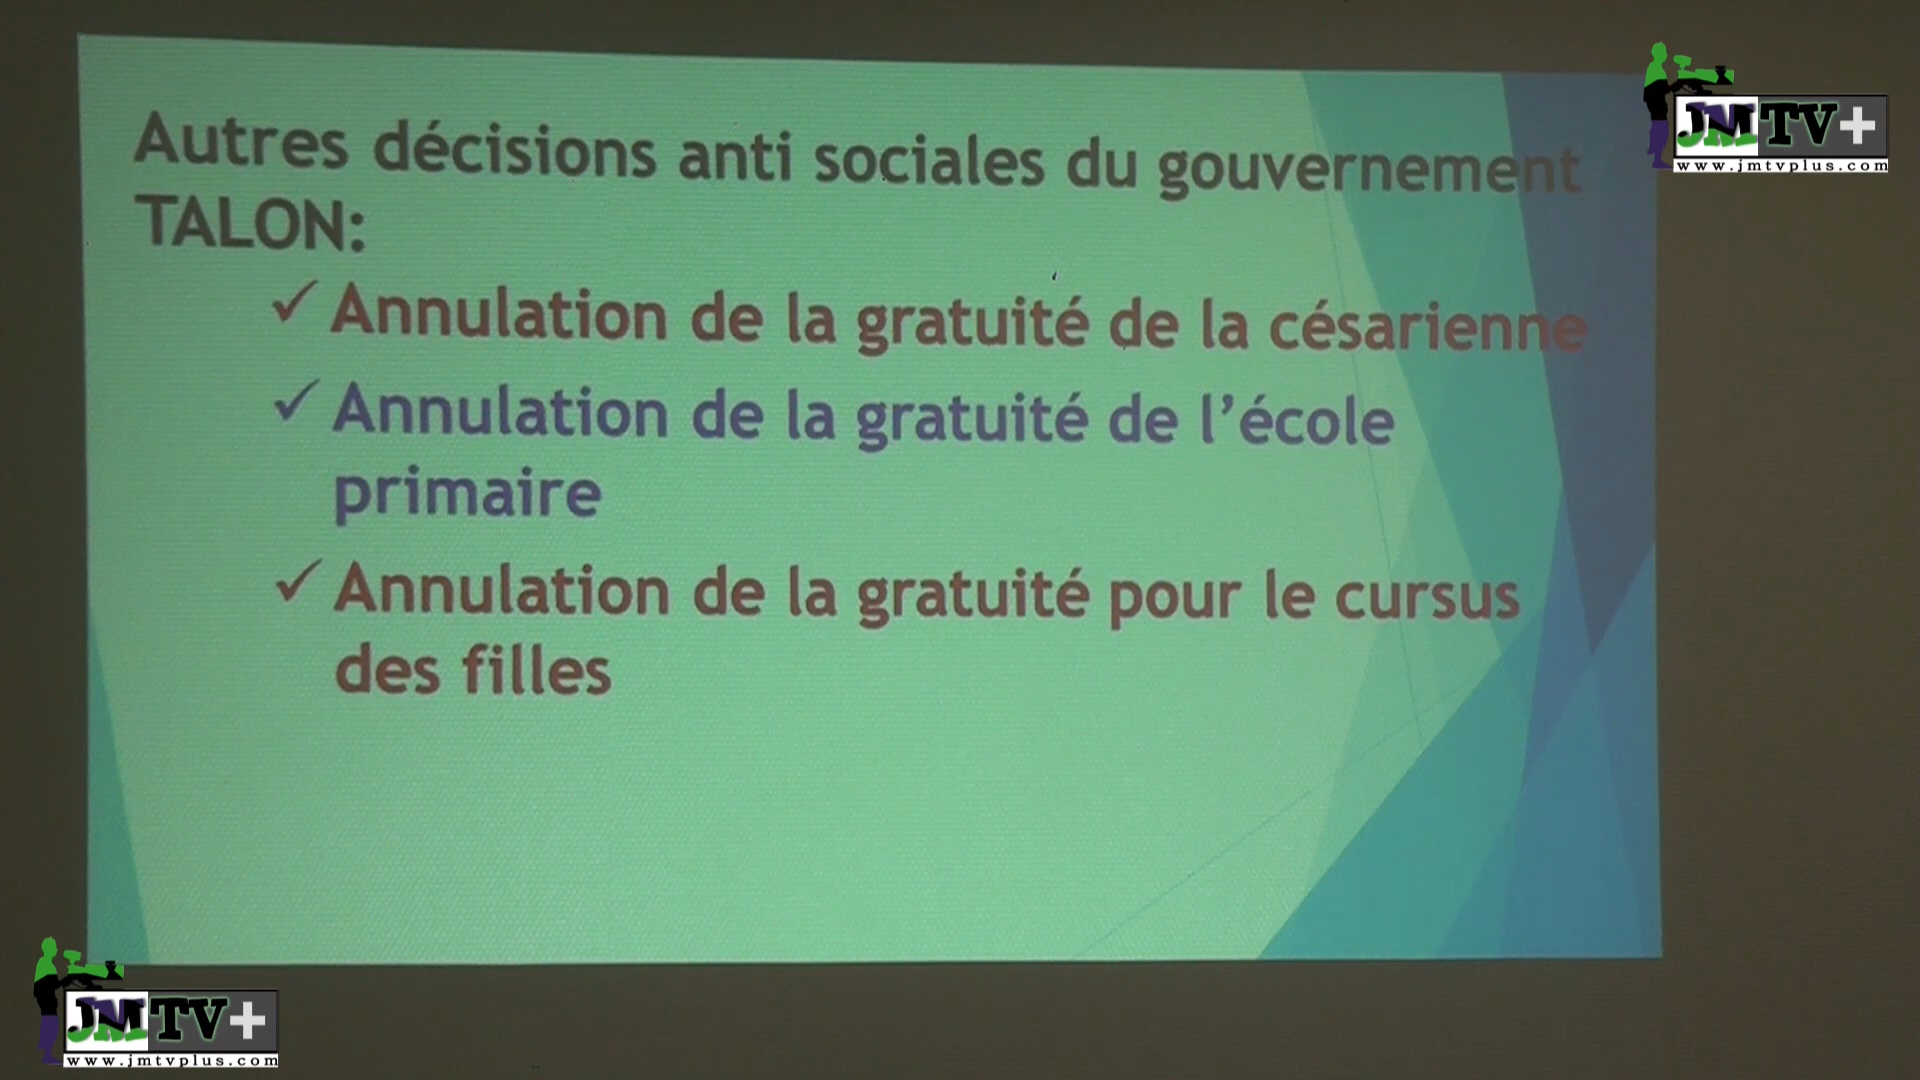 Autres décisions anti sociales du gouvernement
TALON:
✓ Annulation de la gratuité de la césarienne
✓ Annulation de la gratuité de l’école
primaire
✓ Annulation de la gratuité pour le cursus
des filles
JMTV+
www.jmtvplus.com
JMTV+
www.jmtvplus.com